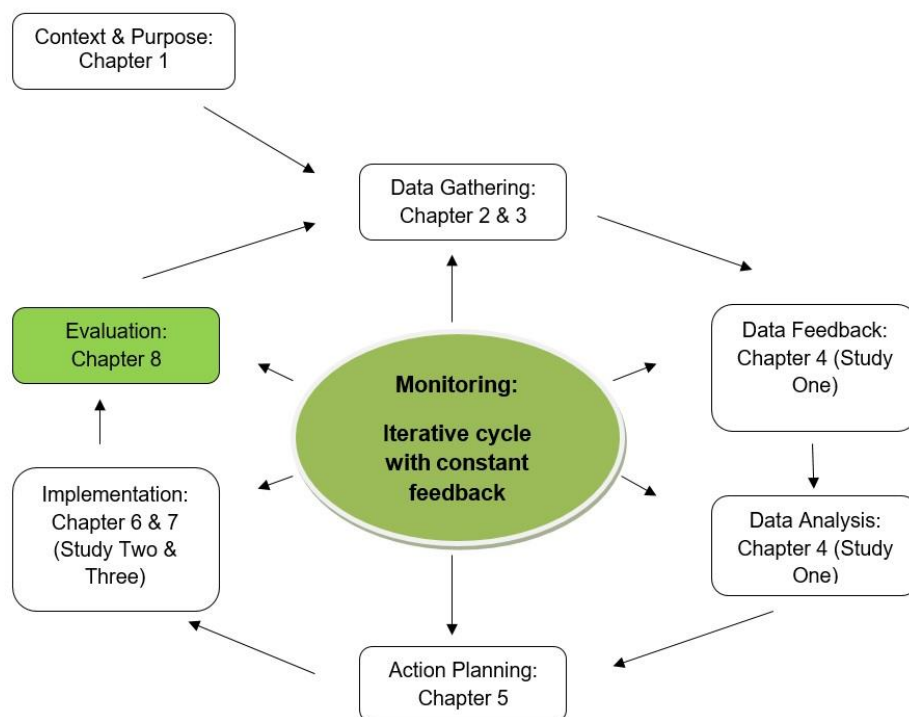 Context & Purpose:
Chapter 1
Data Gathering:
Chapter 2 & 3
Evaluation:
Chapter 8
Data Feedback:
Chapter 4 (Study
One)
Monitoring:
Iterative cycle
with constant
feedback
Implementation:
Chapter 6 & 7
(Study Two &
Three)
Data Analysis:
Chapter 4 (Study
One)
Action Planning:
Chapter 5